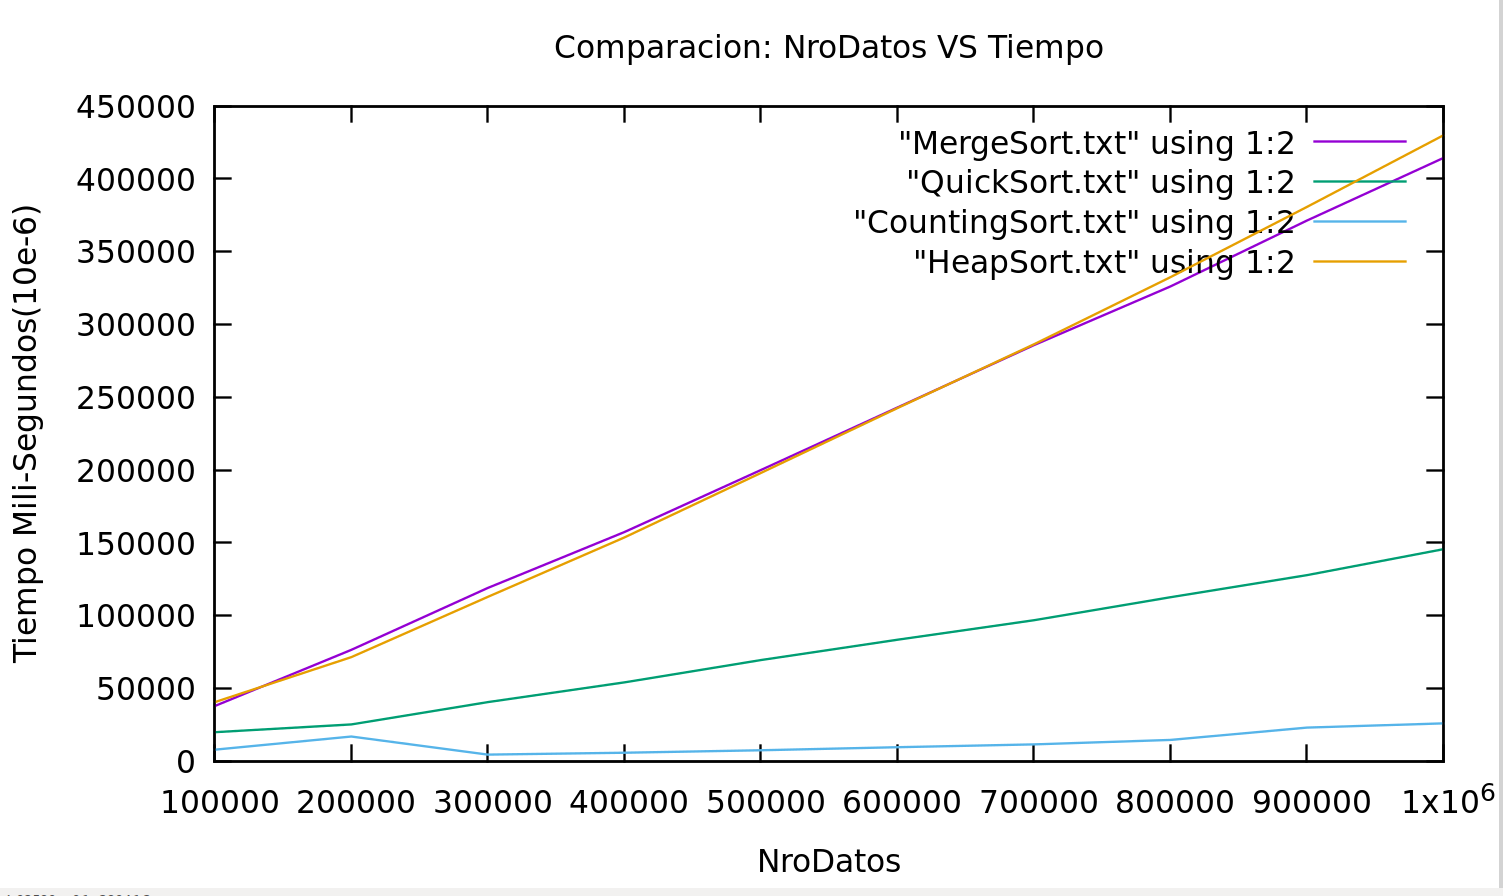 Comparacion: NroDatos VS Tiempo
450000
400000
350000
300000
250000
200000
150000
100000
50000
0
Tiempo Mili-Segundos(10e-6)
"MergeSort.txt" using 1:2
"QuickSort.txt" using 1:2
"CountingSort.txt" using 1:2
"HeapSort.txt" using 1:2
100000 200000 300000 400000 500000 600000 700000 800000 900000 1x10⁶
NroDatos